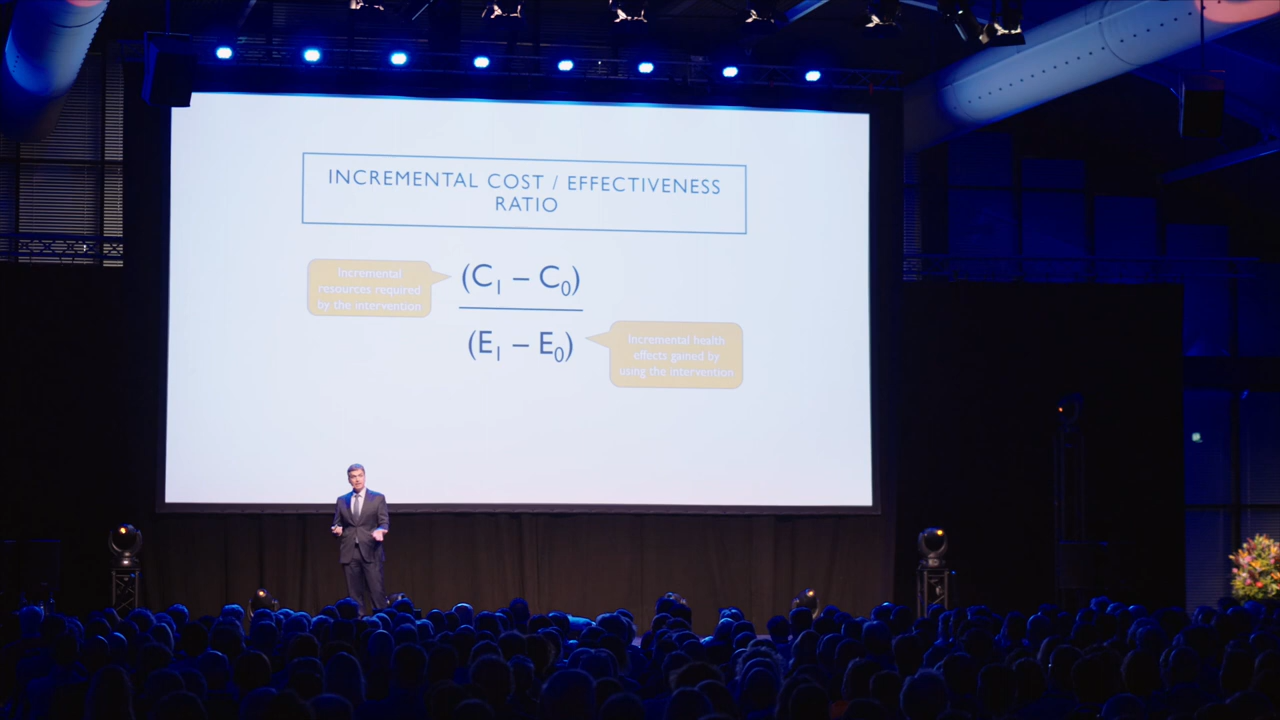 INCREMENTAL COST EFFECTIVENESS
RATIO
Incremental
resources required
by the intervention
(C₁ – C₀)
(E₁ – E₀)
Incremental health
effects gained by
using the intervention